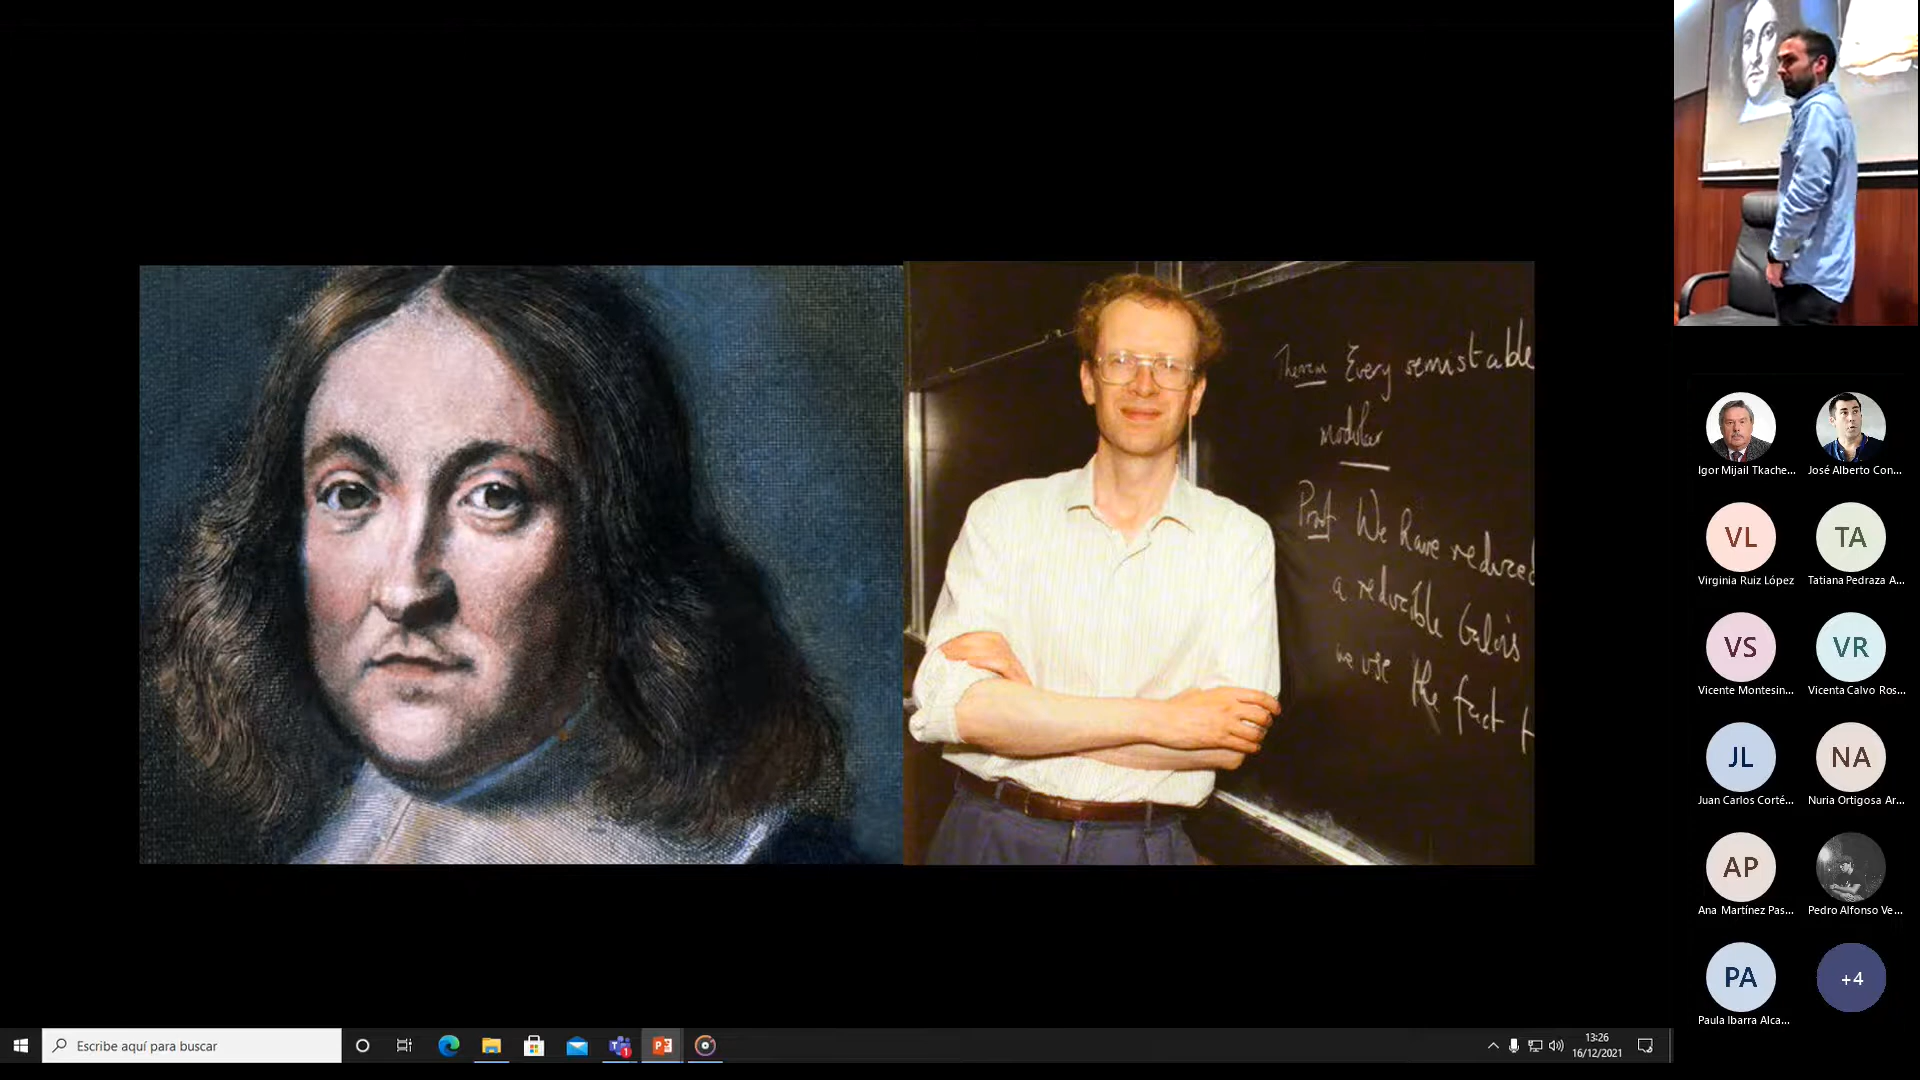 Theorem Every semistable
modular
Proof We have reduced
a reducible Galois
we use the fact t
Igor Mijail Tkache...
José Alberto Con...
VL
TA
Virginia Ruiz López
Tatiana Pedraza A...
VS
VR
Vicente Montesin...
Vicenta Calvo Ros...
JL
NA
Juan Carlos Corté...
Nuria Ortigosa Ar...
AP
Ana Martínez Pas...
Pedro Alfonso Ve...
PA
+4
Paula Ibarra Alca...
Escribe aquí para buscar
13:26
16/12/2021